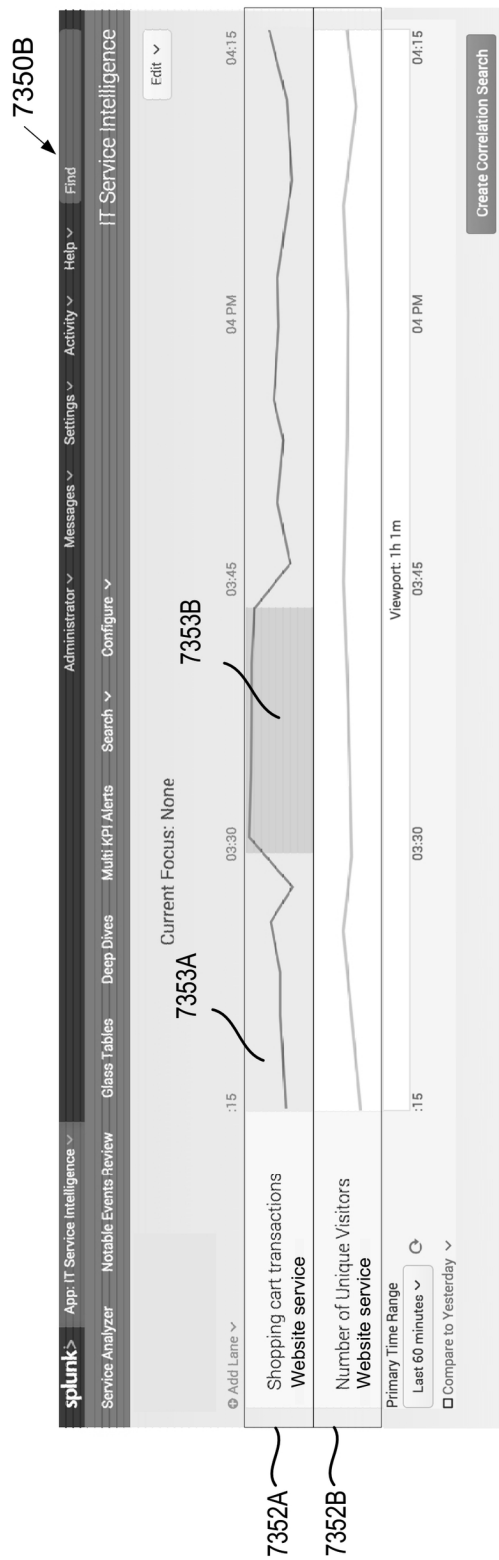 7350B
splunk> App: IT Service Intelligence Administrator Messages Settings Activity Help Find
Service Analyzer Notable Events Review Glass Tables Deep Dives Multi KPI Alerts Search Configure IT Service Intelligence
Current Focus: None
Edit
7353A
7353B
Add Lane
:15 03:30 03:45 04 PM 04:15
7352A
Shopping cart transactions
Website service
7352B
Number of Unique Visitors
Website service
Primary Time Range
Viewport: 1h 1m
Last 60 minutes
:15 03:30 03:45 04 PM 04:15
Compare to Yesterday
Create Correlation Search